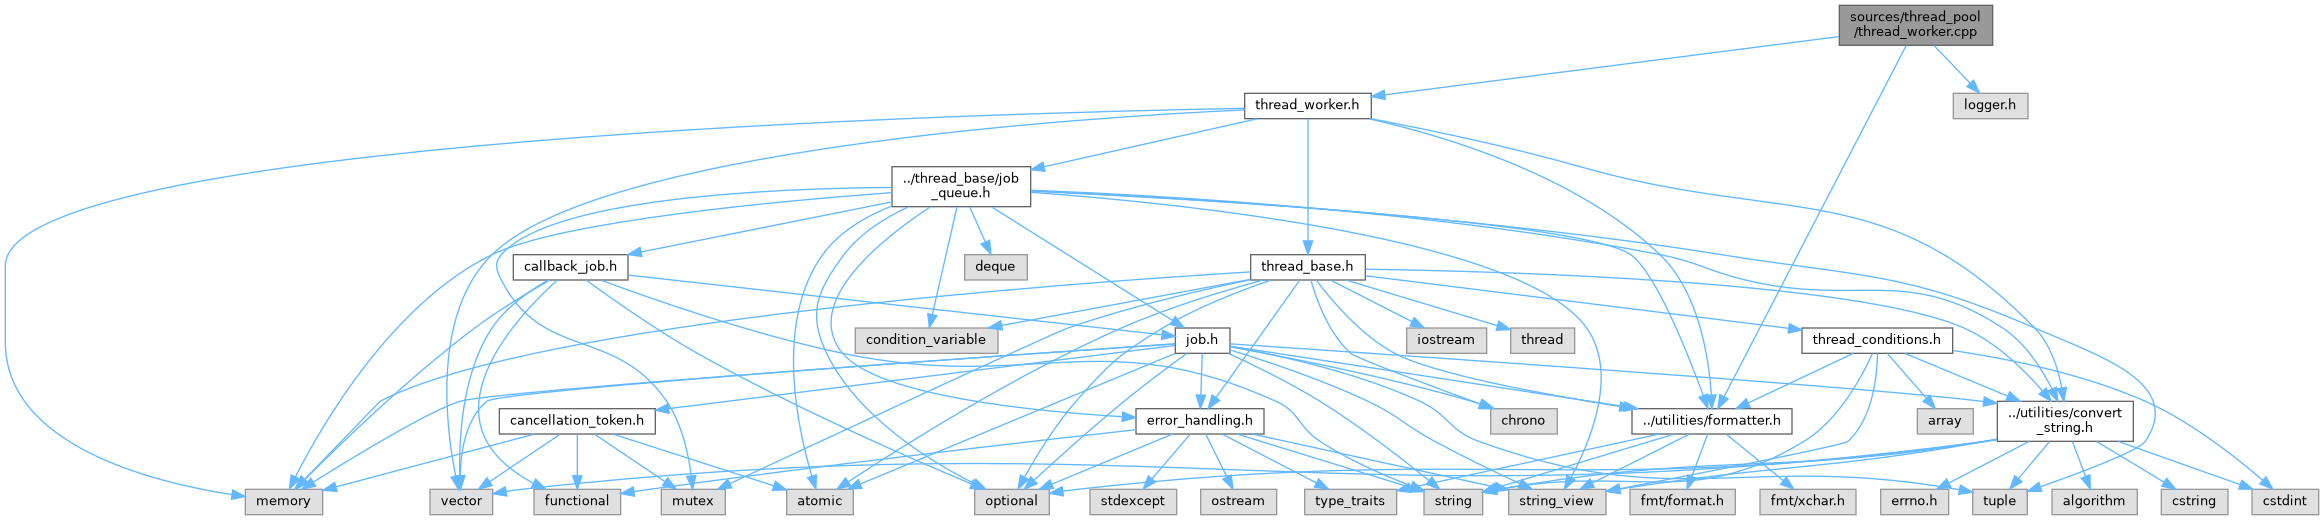 sources/thread_pool
/thread_worker.cpp
thread_worker.h
logger.h
../thread_base/job
_queue.h
callback_job.h
deque
thread_base.h
condition_variable
job.h
iostream
thread
thread_conditions.h
cancellation_token.h
error_handling.h
chrono
../utilities/formatter.h
array
../utilities/convert
_string.h
memory
vector
functional
mutex
atomic
optional
stdexcept
ostream
type_traits
string
string_view
fmt/format.h
fmt/xchar.h
errno.h
tuple
algorithm
cstring
cstdint